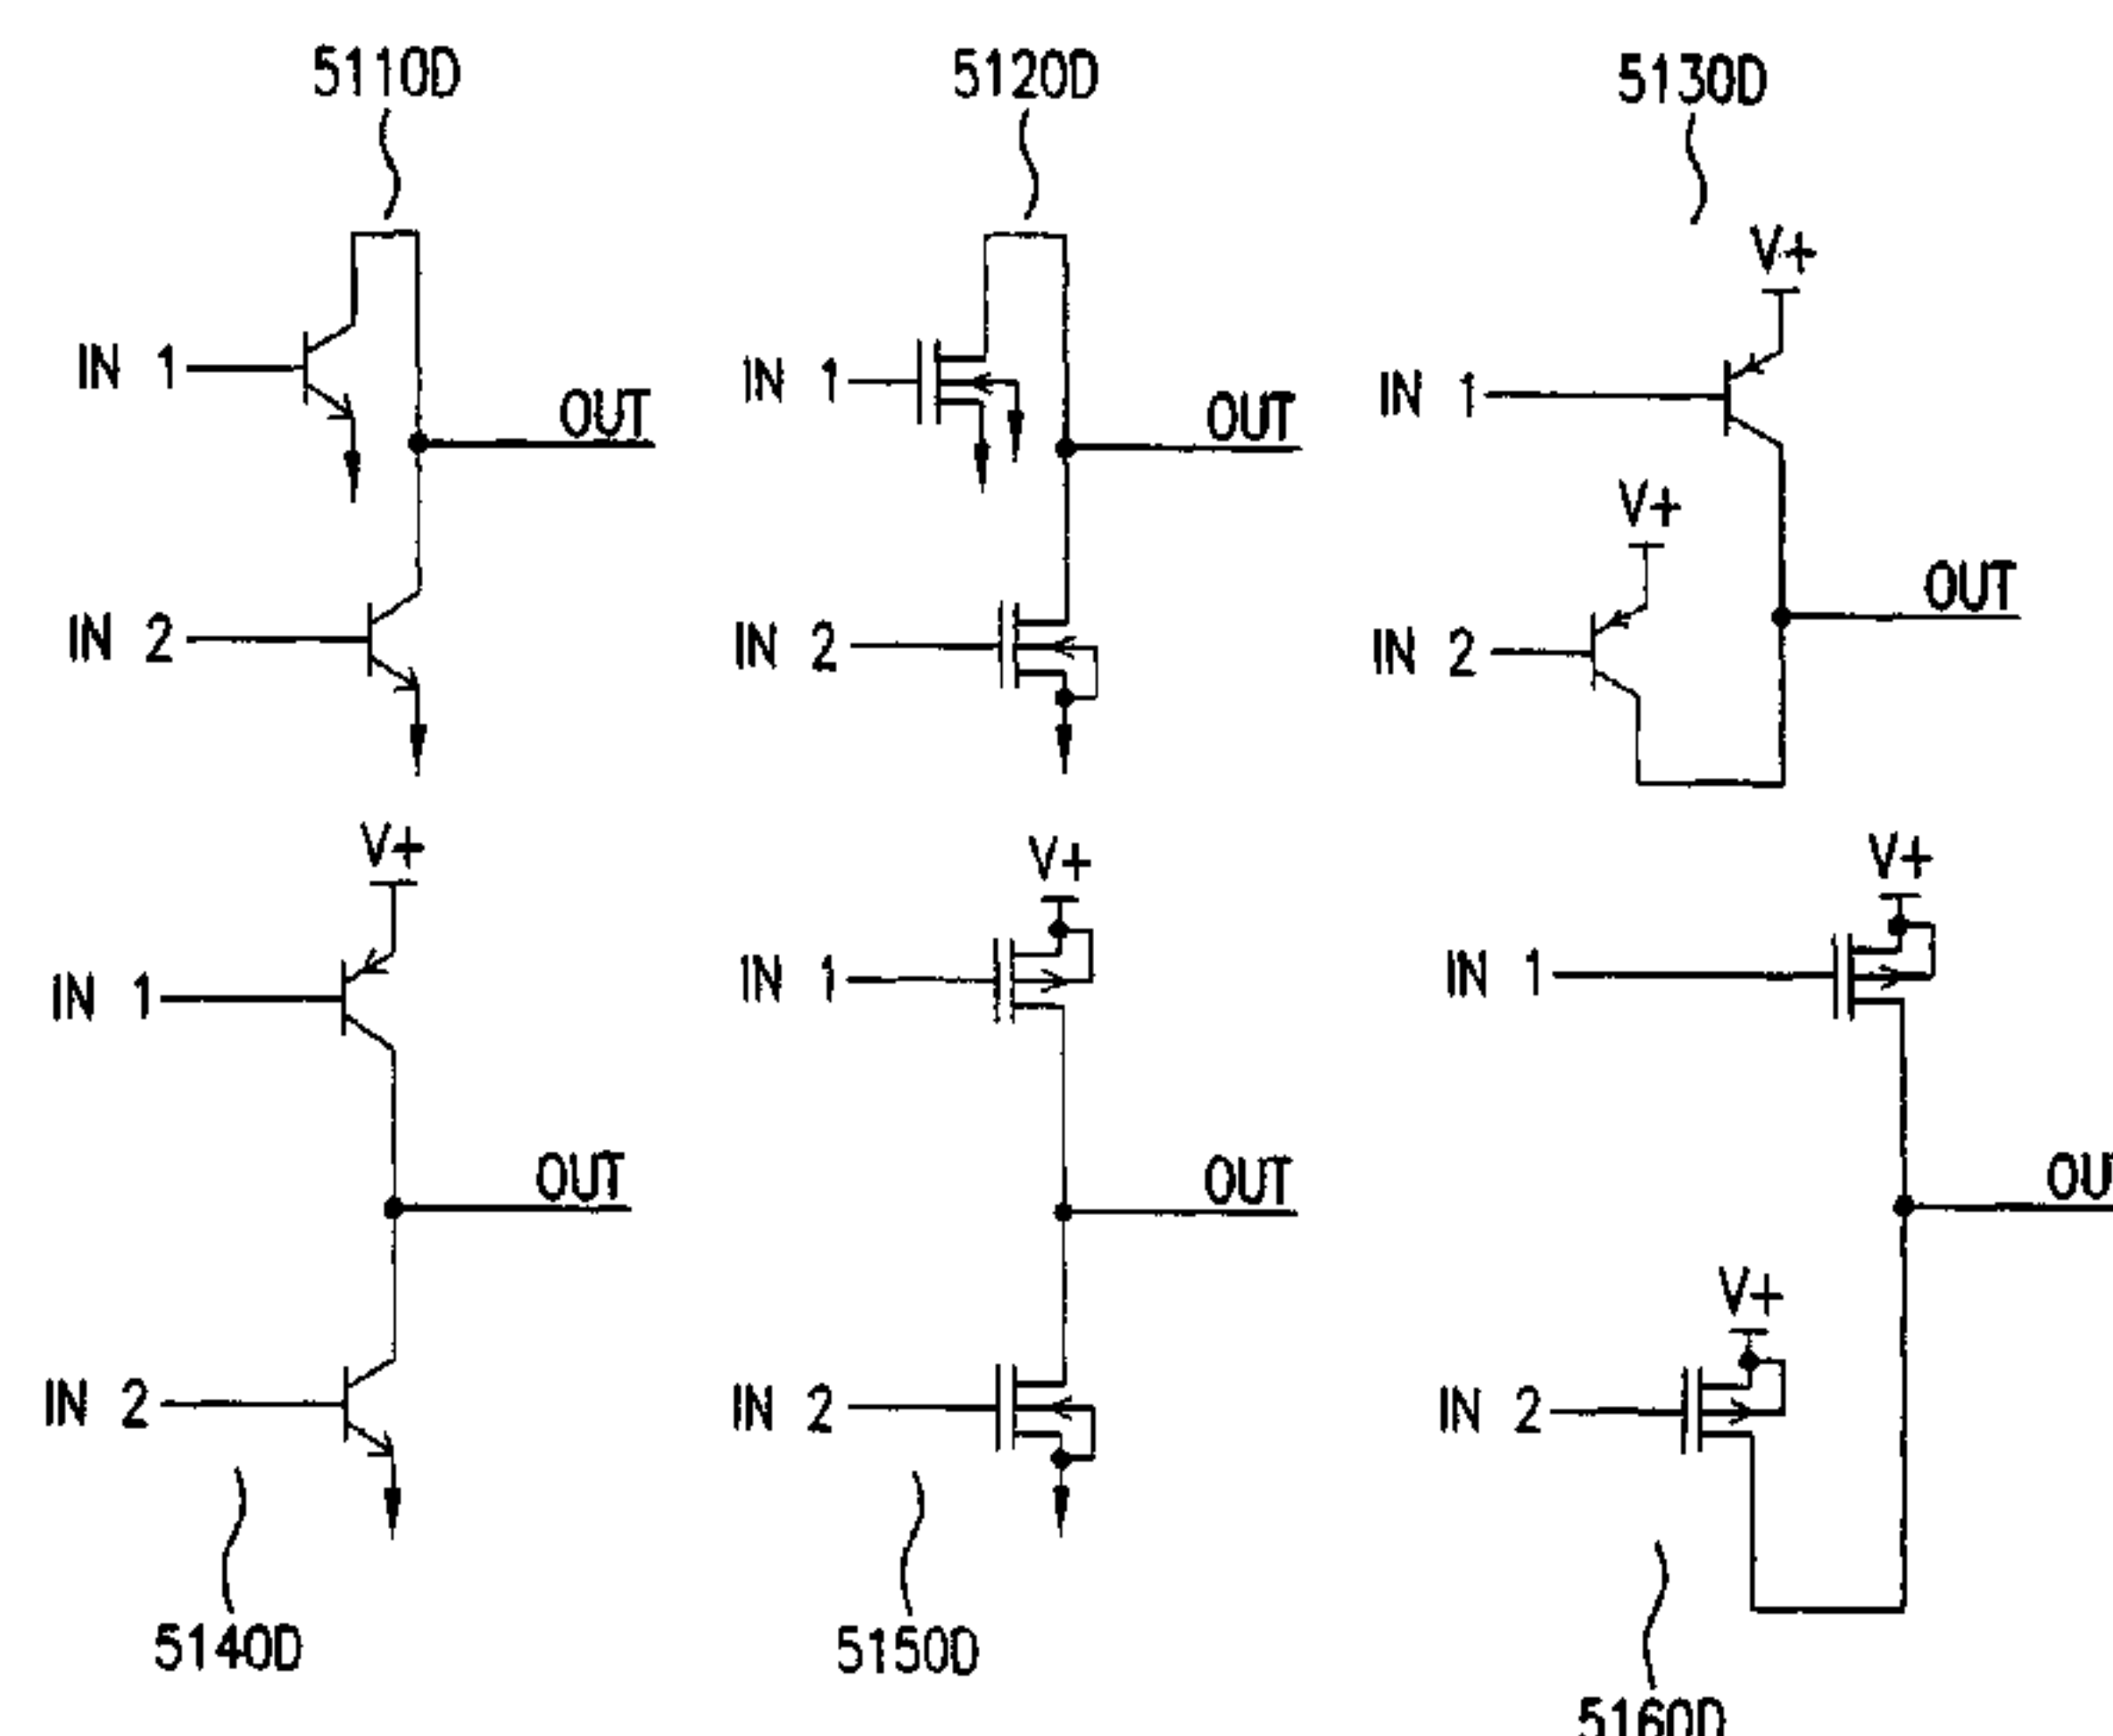 5110D
IN 1
OUT
IN 2
5120D
IN 1
OUT
IN 2
5130D
V+
IN 1
V+
OUT
IN 2
V+
IN 1
OUT
IN 2
5140D
V+
IN 1
OUT
IN 2
5150D
V+
IN 1
OU
V+
IN 2
5160D